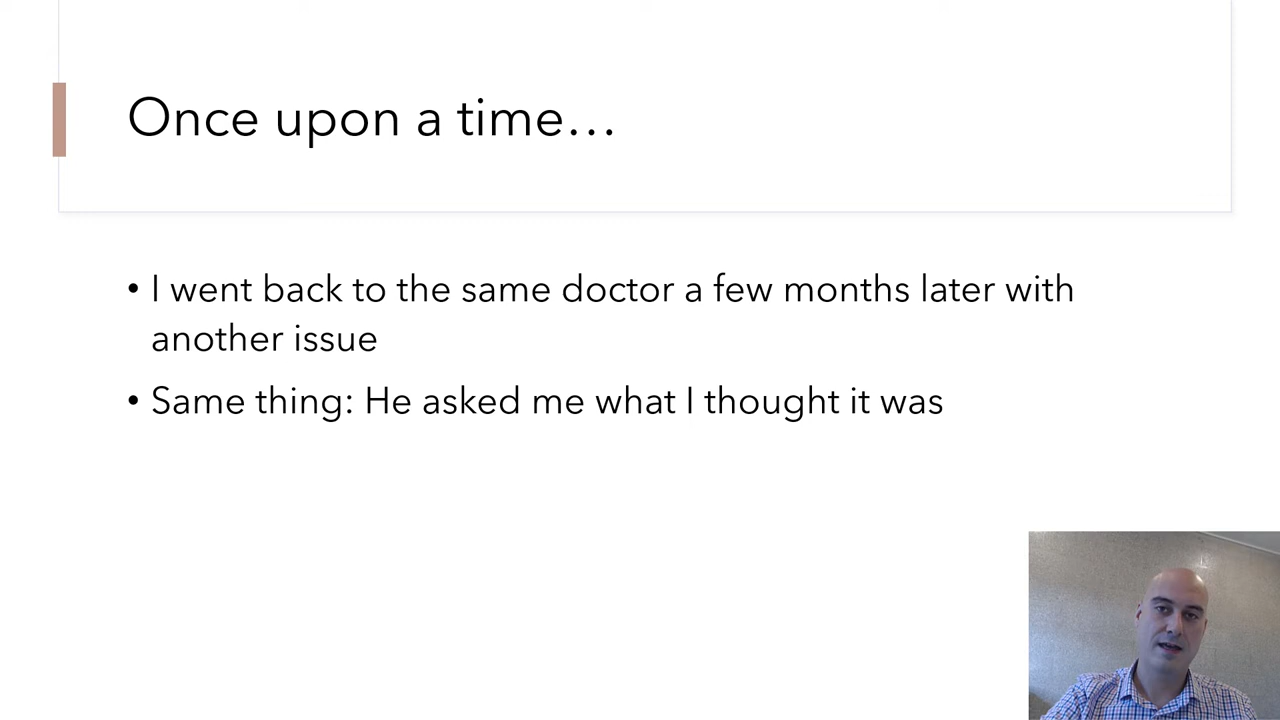 Once upon a time…
• I went back to the same doctor a few months later with
another issue
• Same thing: He asked me what I thought it was